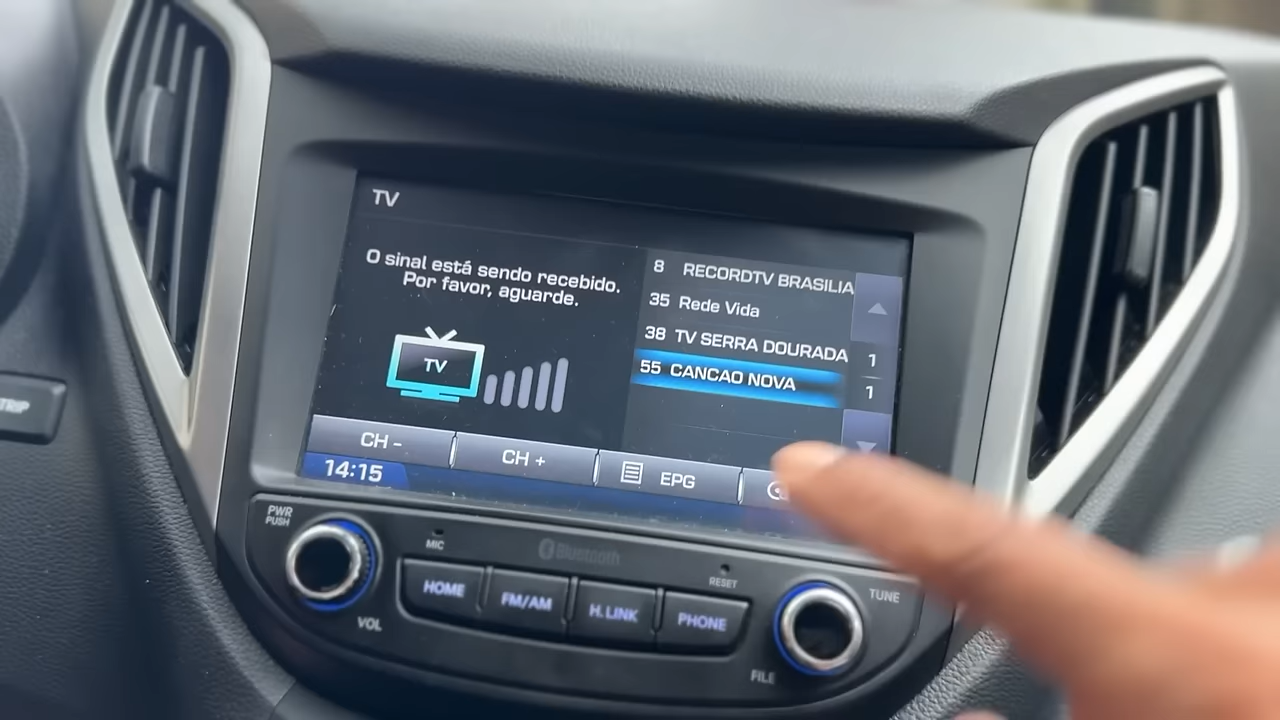 TV
O sinal está sendo recebido.
Por favor, aguarde.
TV
8 RECORDTV BRASILIA
35 Rede Vida
38 TV SERRA DOURADA
55 CANCAO NOVA
1
1
CH -
CH +
EPG
14:15
TRIP
PWR
PUSH
MIC
Bluetooth
RESET
HOME
FM/AM
H.LINK
PHONE
TUNE
VOL
FILE